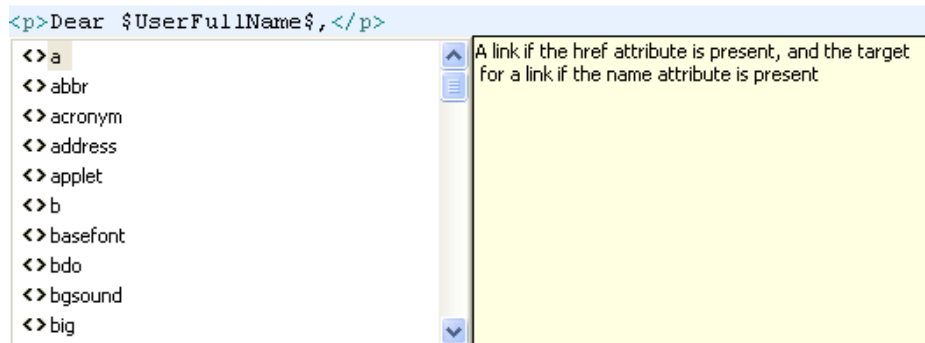 <p>Dear $UserFullName$,</p>
<> a
<> abbr
<> acronym
<> address
<> applet
<> b
<> basefont
<> bdo
<> bgsound
<> big
A link if the href attribute is present, and the target
for a link if the name attribute is present